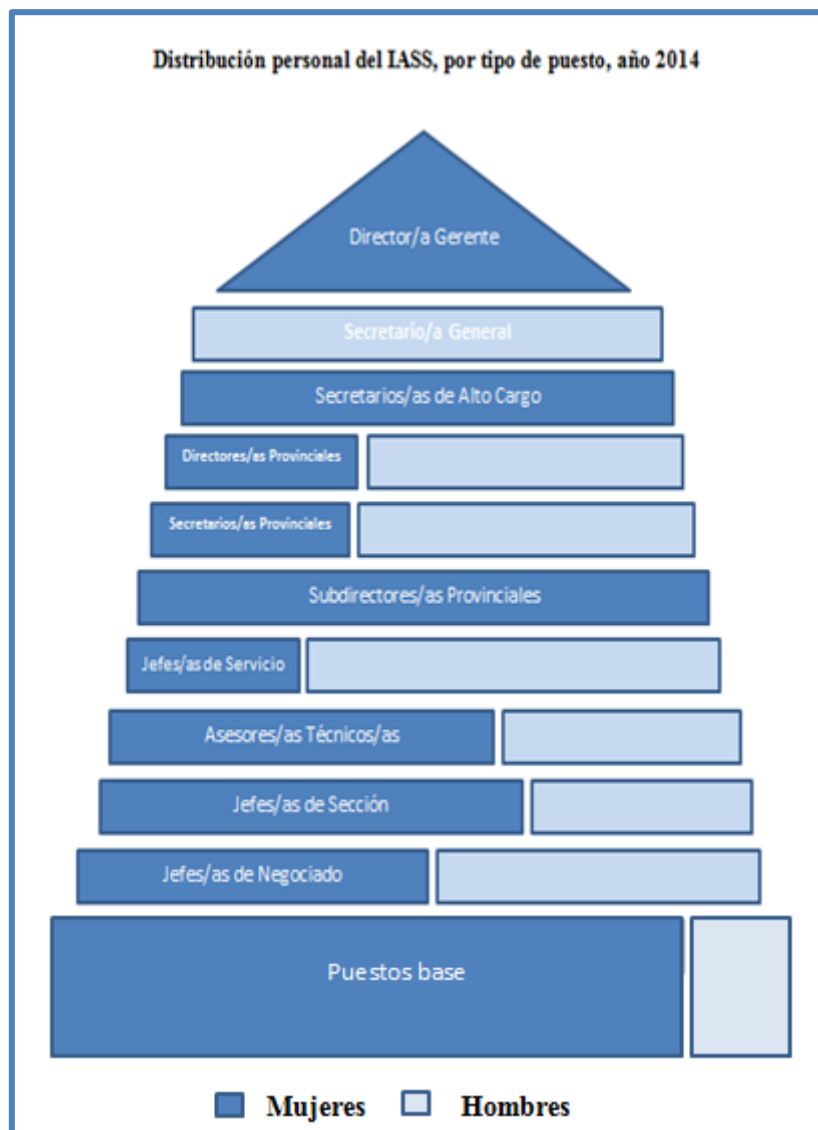 Distribución personal del IASS, por tipo de puesto, año 2014
Director/a Gerente
Secretario/a General
Secretarios/as de Alto Cargo
Directores/as Provinciales
Secretarios/as Provinciales
Subdirectores/as Provinciales
Jefes/as de Servicio
Asesores/as Técnicos/as
Jefes/as de Sección
Jefes/as de Negociado
Puestos base
Mujeres Hombres